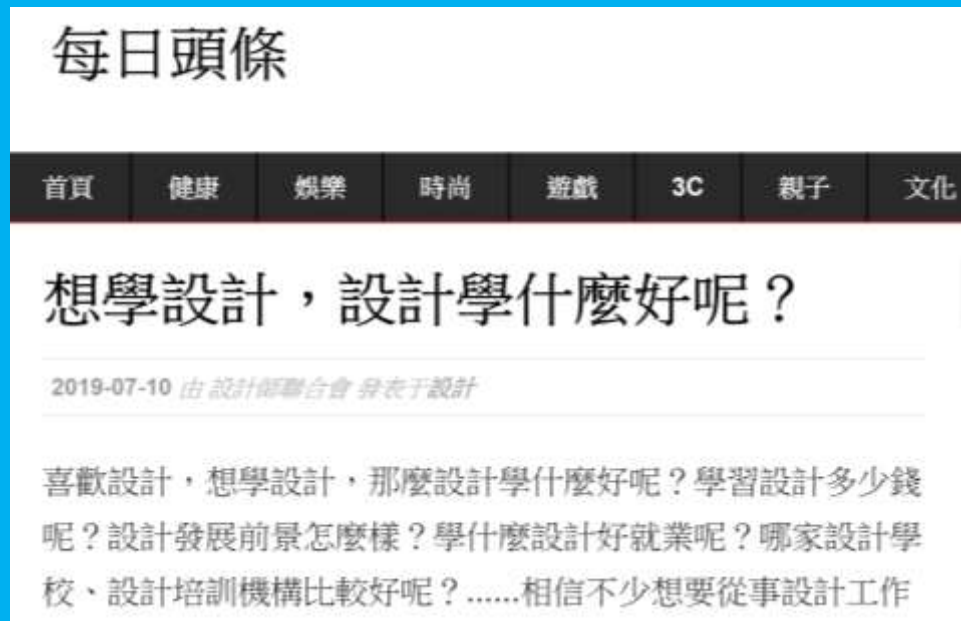 每日頭條
首頁 健康 娛樂 時尚 遊戲 3C 親子 文化
想學設計，設計學什麼好呢？
2019-07-10 由 設計師聯合會 發表于設計
喜歡設計，想學設計，那麼設計學什麼好呢？學習設計多少錢
呢？設計發展前景怎麼樣？學什麼設計好就業呢？哪家設計學
校、設計培訓機構比較好呢？......相信不少想要從事設計工作